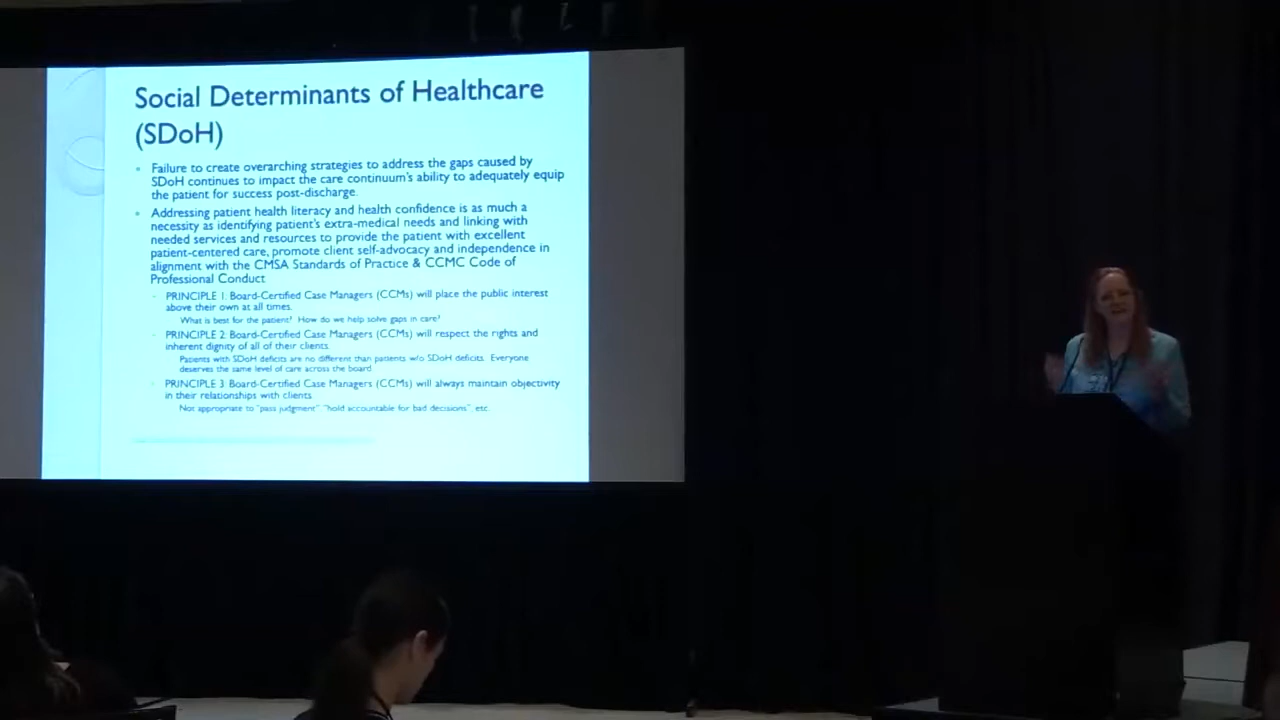 Social Determinants of Healthcare
(SDoH)
Failure to create overarching strategies to address the gaps caused by
SDoH continues to impact the care continuum's ability to adequately equip
the patient for success post-discharge.
Addressing patient health literacy and health confidence is as much a
necessity as identifying patient's extra-medical needs and linking with
needed services and resources to provide the patient with excellent
patient-centered care, promote client self-advocacy and independence in
alignment with the CMSA Standards of Practice & CCMC Code of
Professional Conduct
PRINCIPLE 1: Board-Certified Case Managers (CCMs) will place the public interest
above their own at all times.
What is best for the patient? How do we help solve gaps in care?
PRINCIPLE 2: Board-Certified Case Managers (CCMs) will respect the rights and
inherent dignity of all of their clients.
Patients with SDoH deficits are no different than patients w/o SDoH deficits. Everyone
deserves the same level of care across the board.
PRINCIPLE 3: Board-Certified Case Managers (CCMs) will always maintain objectivity
in their relationships with clients
Not appropriate to "pass judgment", "hold accountable for bad decisions", etc.